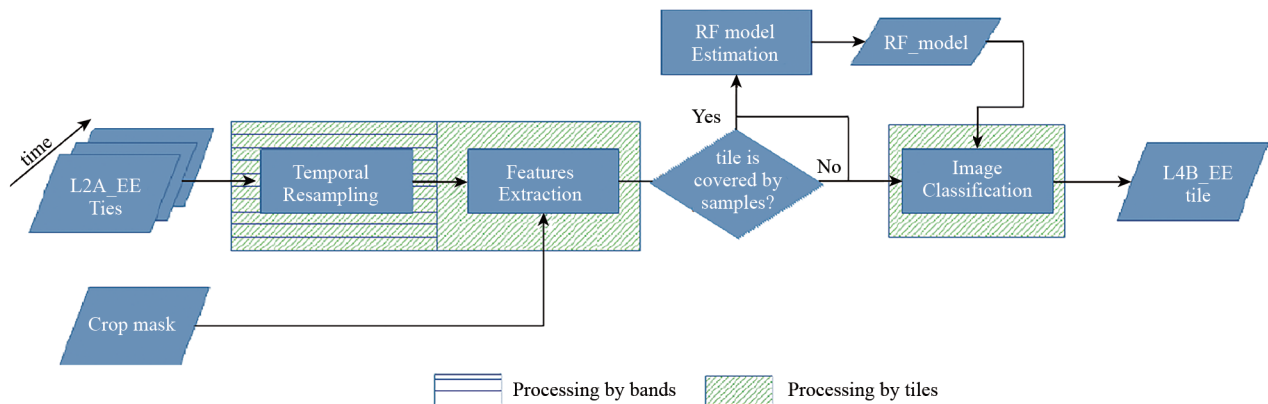 RF model
Estimation
RF_model
time
L2A_EE
Ties
Temporal
Resampling
Features
Extraction
Yes
tile is
covered by
samples?
No
Image
Classification
L4B_EE
tile
Crop mask
Processing by bands
Processing by tiles